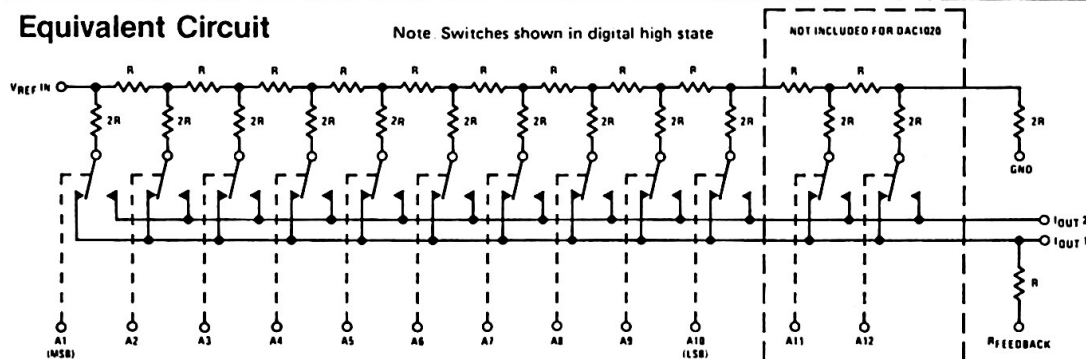 Equivalent Circuit
Note. Switches shown in digital high state
NOT INCLUDED FOR DAC1020
R R R R R R R R R R R
VREF IN
2R 2R 2R 2R 2R 2R 2R 2R 2R 2R 2R 2R 2R
GND
IOUT 2
IOUT 1
R
A1 A2 A3 A4 A5 A6 A7 A8 A9 A10 A11 A12 RFEEDBACK
(MSB) (LSB)